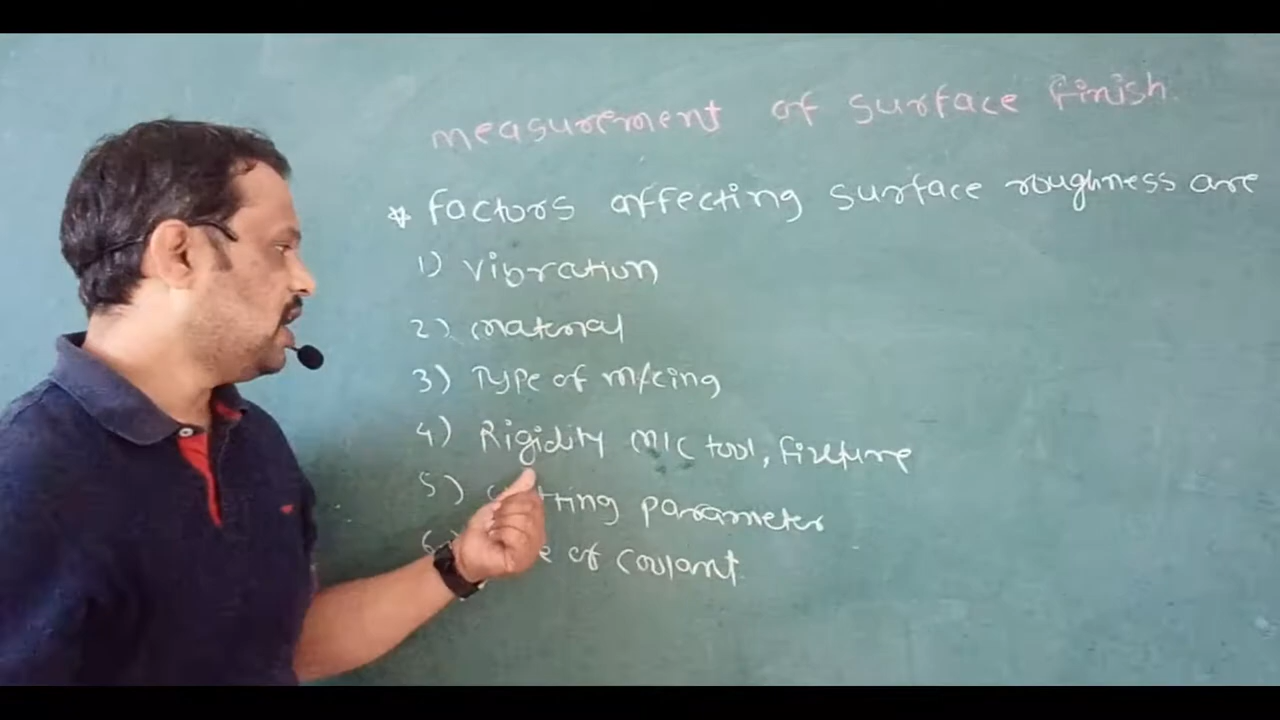 measurement of surface finish.
* factors affecting surface roughness are
1) vibration
2) material
3) Type of m/cing
4) Rigidity M/C tool, fixture
5) parameter
of coolant